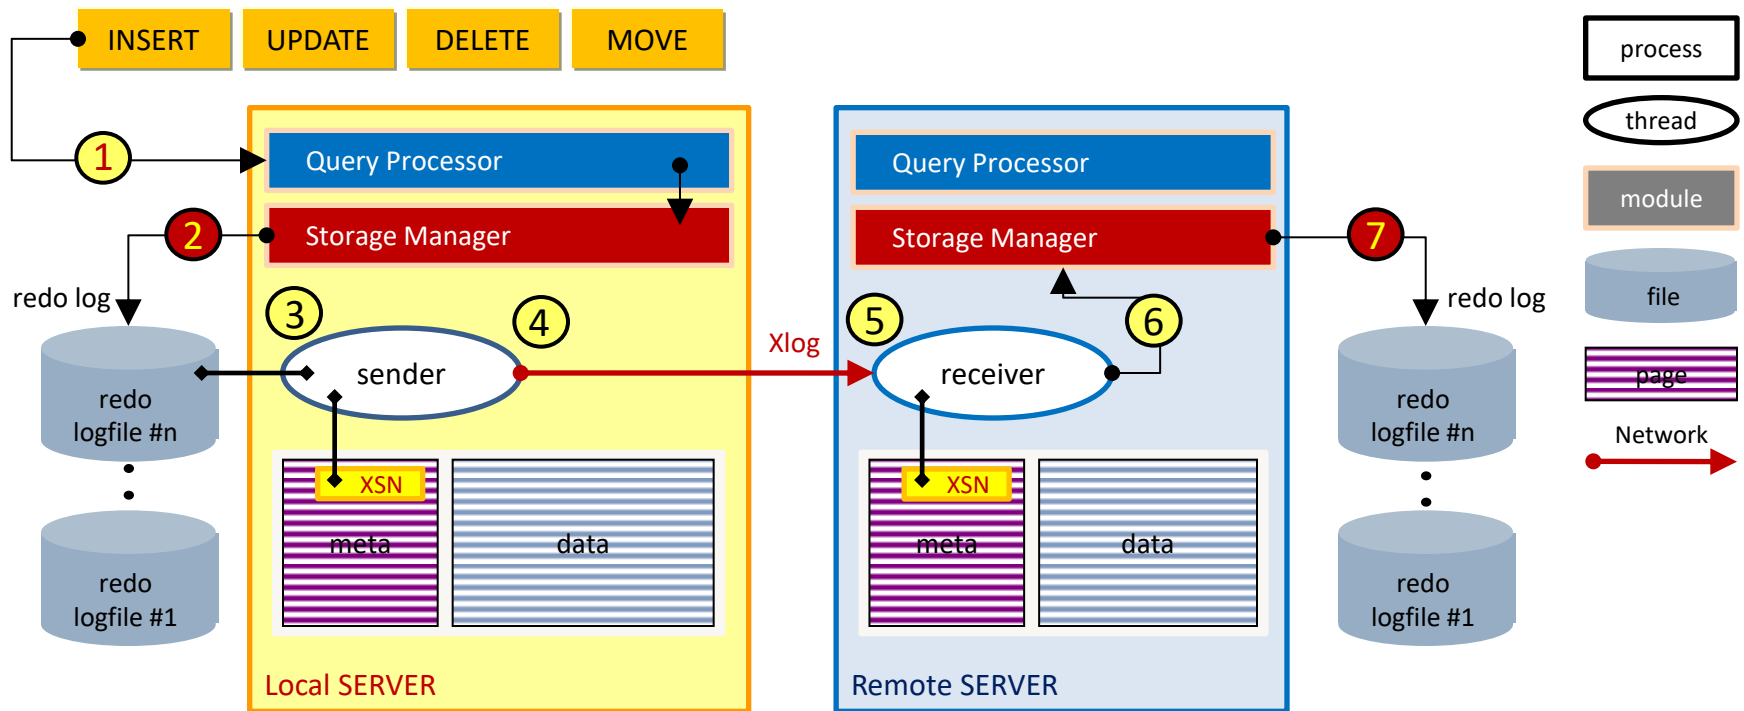 INSERT
UPDATE
DELETE
MOVE
1
Query Processor
2
Storage Manager
redo log
3
4
sender
Xlog
redo
logfile #n
XSN
meta
data
redo
logfile #1
Local SERVER
Query Processor
Storage Manager
7
5
6
receiver
redo log
redo
logfile #n
XSN
meta
data
redo
logfile #1
Remote SERVER
process
thread
module
file
page
Network